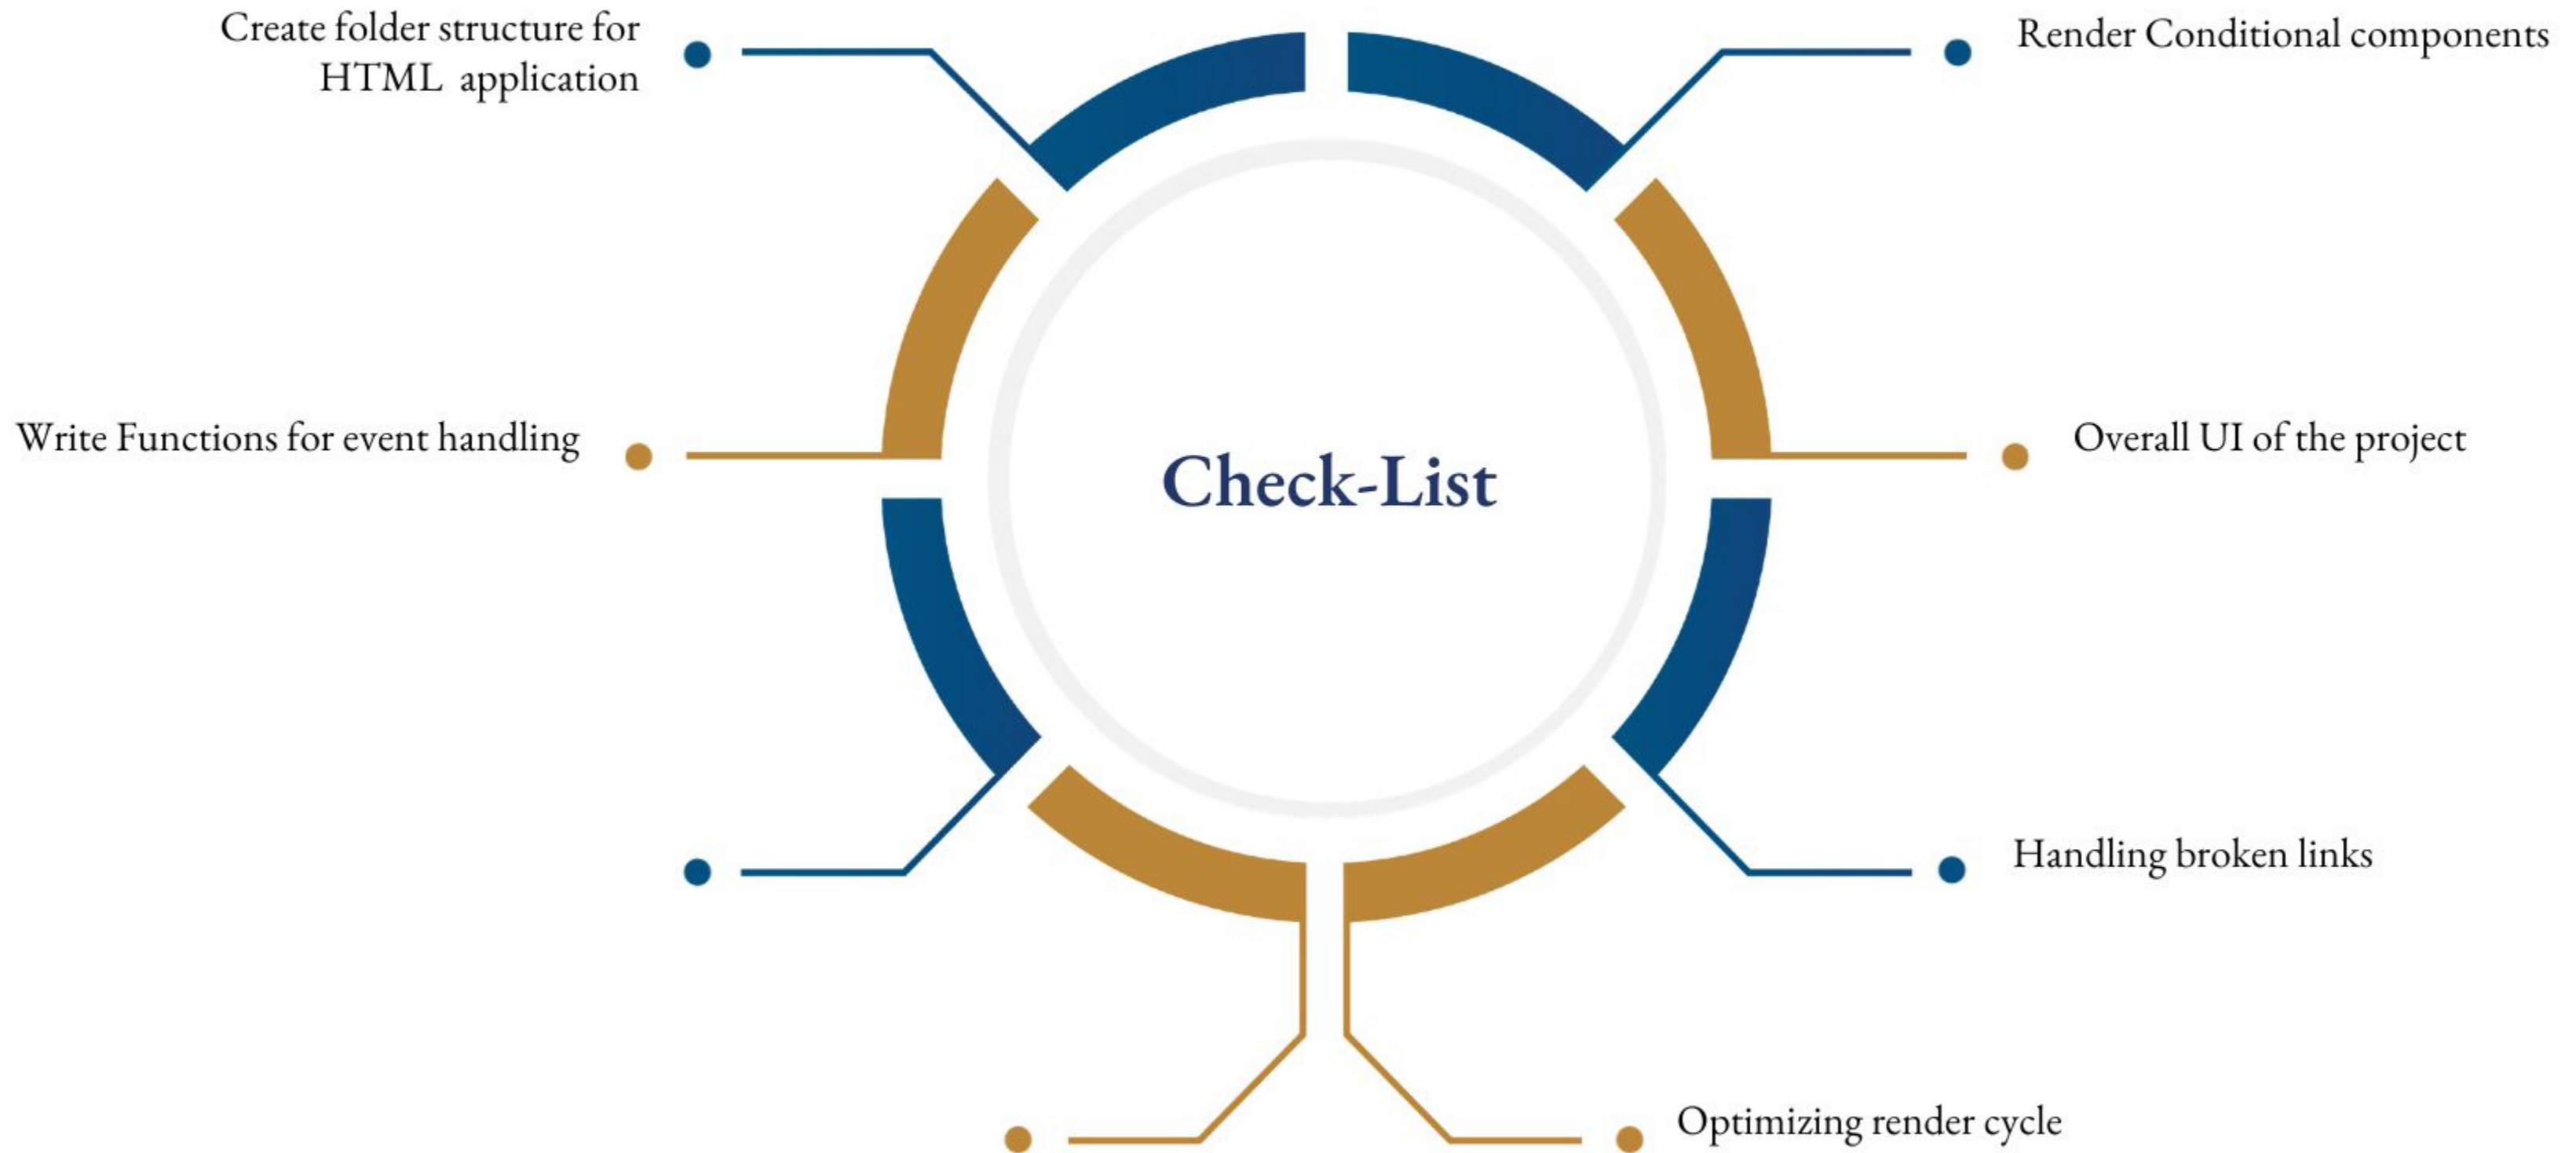 Create folder structure for
HTML application
Render Conditional components
Write Functions for event handling
Overall UI of the project
Check-List
Handling broken links
Optimizing render cycle